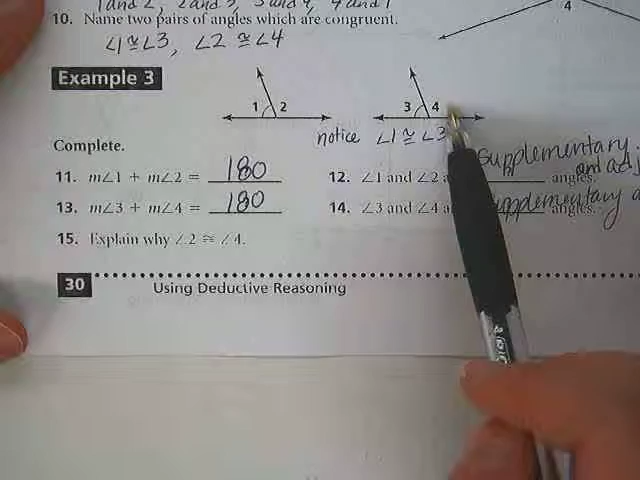 1 and 2, 2 and 3, 3 and 4, 4 and 1
10. Name two pairs of angles which are congruent.
∠1 ≅ ∠3, ∠2 ≅ ∠4
4
Example 3
1 2
3 4
notice ∠1 ≅ ∠3
Complete.
11. m∠1 + m∠2 = 180
12. ∠1 and ∠2 supplementary and angles.
13. m∠3 + m∠4 = 180
14. ∠3 and ∠4 supplementary angles.
15. Explain why ∠2 ≅ ∠4.
30 Using Deductive Reasoning